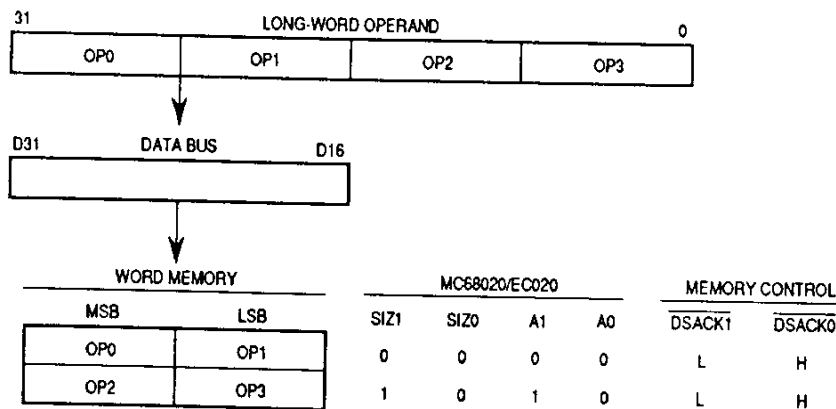 31 LONG-WORD OPERAND 0
OP0 OP1 OP2 OP3
D31 DATA BUS D16
WORD MEMORY MC68020/EC020 MEMORY CONTROL
MSB LSB SIZ1 SIZ0 A1 A0 DSACK1 DSACK0
OP0 OP1 0 0 0 0 L H
OP2 OP3 1 0 1 0 L H